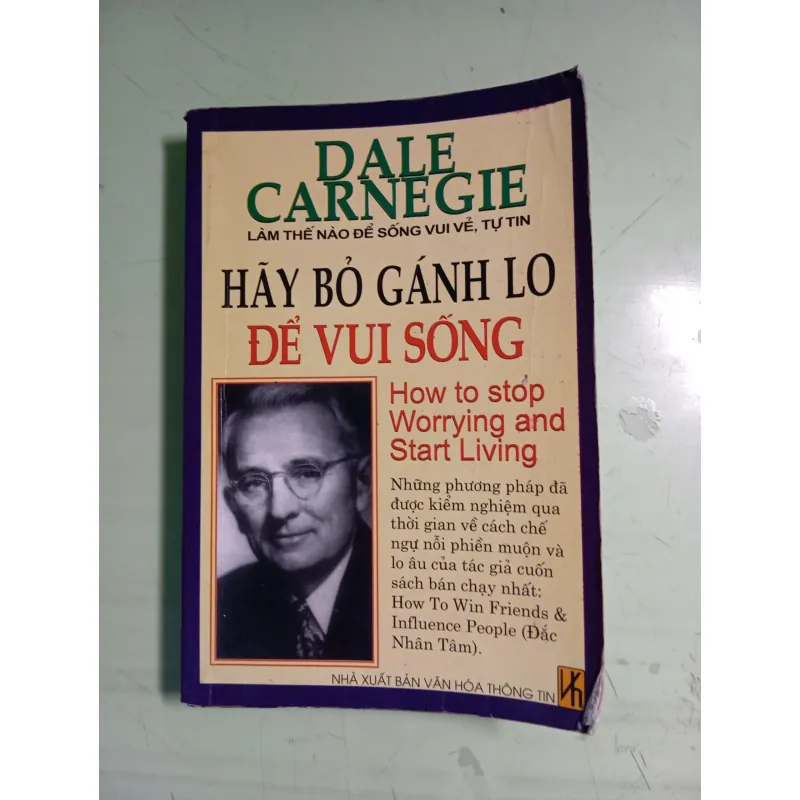 DALE
CARNEGIE
LÀM THẾ NÀO ĐỂ SỐNG VUI VẺ, TỰ TIN
HÃY BỎ GÁNH LO
ĐỂ VUI SỐNG
How to stop
Worrying and
Start Living
Những phương pháp đã
được kiểm nghiệm qua
thời gian về cách chế
ngự nỗi phiền muộn và
lo âu của tác giả cuốn
sách bán chạy nhất:
How To Win Friends &
Influence People (Đắc
Nhân Tâm).
NHÀ XUẤT BẢN VĂN HÓA THÔNG TIN